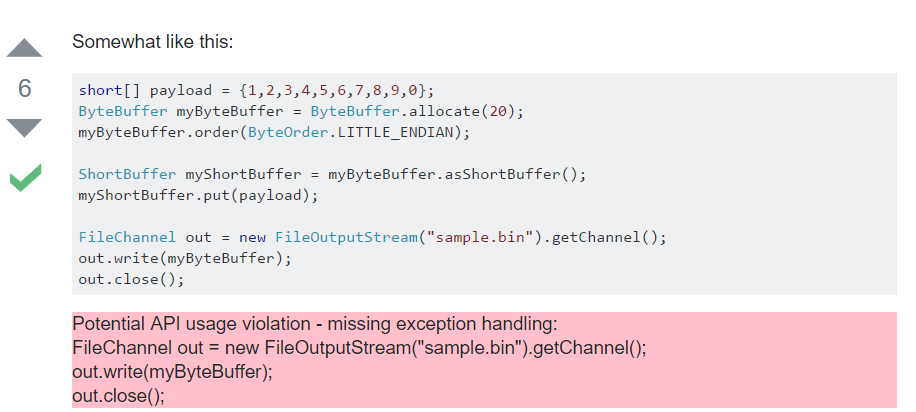 Somewhat like this:
6
short[] payload = {1,2,3,4,5,6,7,8,9,0};
ByteBuffer myByteBuffer = ByteBuffer.allocate(20);
myByteBuffer.order(ByteOrder.LITTLE_ENDIAN);
ShortBuffer myShortBuffer = myByteBuffer.asShortBuffer();
myShortBuffer.put(payload);
FileChannel out = new FileOutputStream("sample.bin").getChannel();
out.write(myByteBuffer);
out.close();
Potential API usage violation - missing exception handling:
FileChannel out = new FileOutputStream("sample.bin").getChannel();
out.write(myByteBuffer);
out.close();